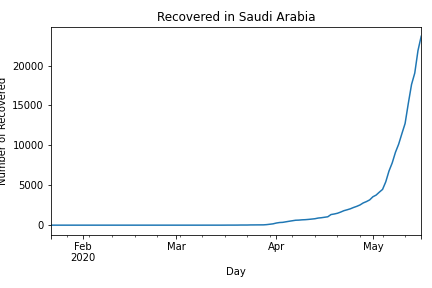 Recovered in Saudi Arabia
Number of Recovered
20000
15000
10000
5000
0
Feb
2020
Mar
Apr
May
Day